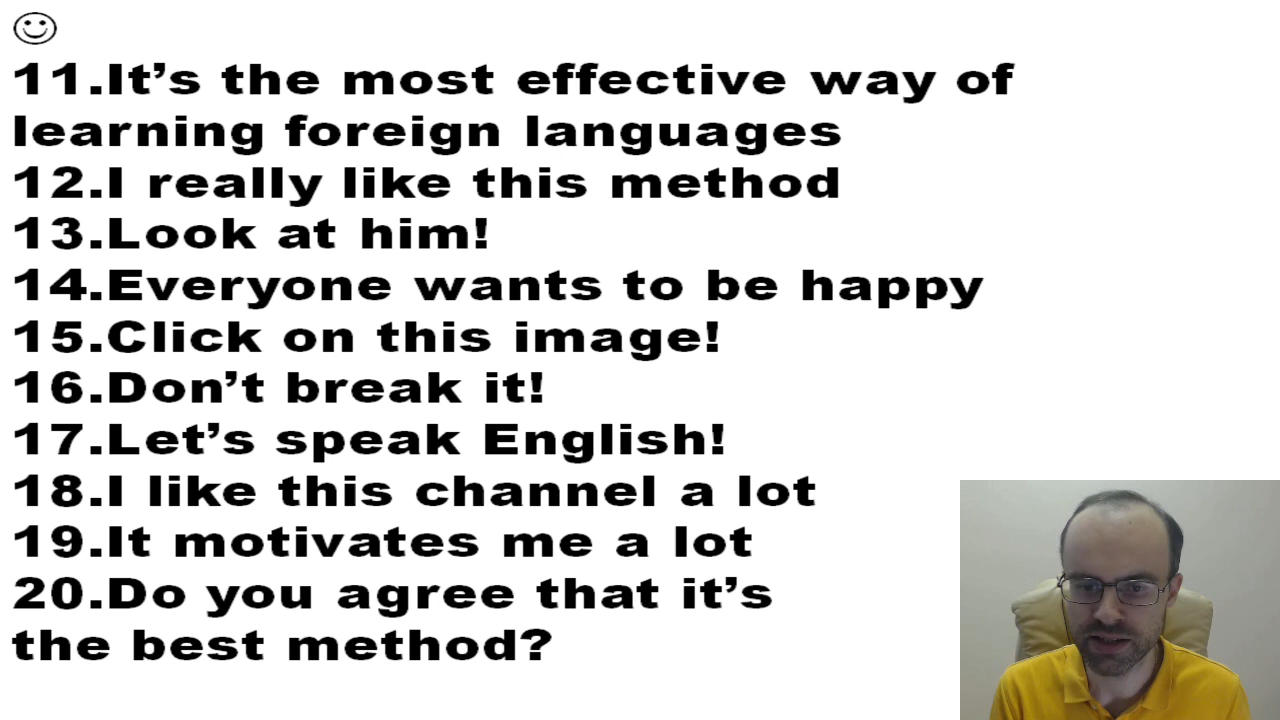 11.It’s the most effective way of
learning foreign languages
12.I really like this method
13.Look at him!
14.Everyone wants to be happy
15.Click on this image!
16.Don’t break it!
17.Let’s speak English!
18.I like this channel a lot
19.It motivates me a lot
20.Do you agree that it’s
the best method?